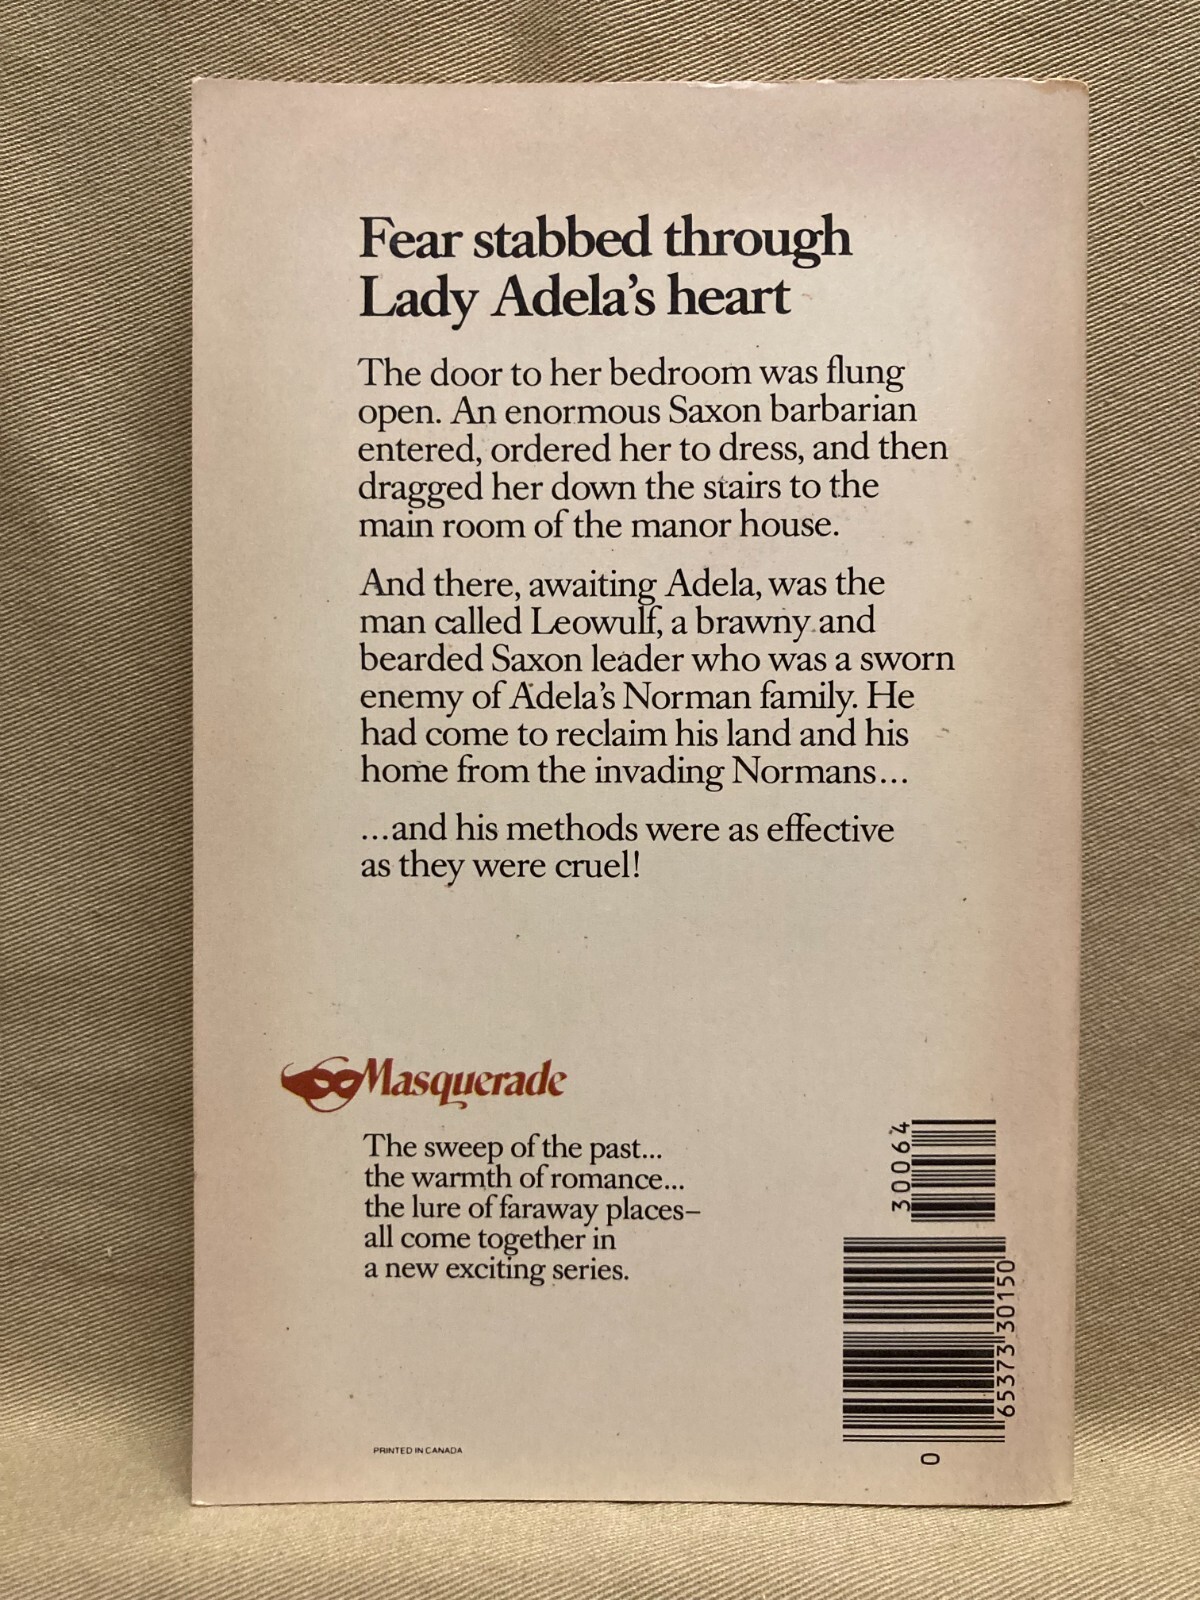 Fear stabbed through
Lady Adela's heart
The door to her bedroom was flung
open. An enormous Saxon barbarian
entered, ordered her to dress, and then
dragged her down the stairs to the
main room of the manor house.
And there, awaiting Adela, was the
man called Leowulf, a brawny and
bearded Saxon leader who was a sworn
enemy of Adela's Norman family. He
had come to reclaim his land and his
home from the invading Normans...
...and his methods were as effective
as they were cruel!
Masquerade
The sweep of the past...
the warmth of romance...
the lure of faraway places–
all come together in
a new exciting series.
30064
65373 30150
0
PRINTED IN CANADA